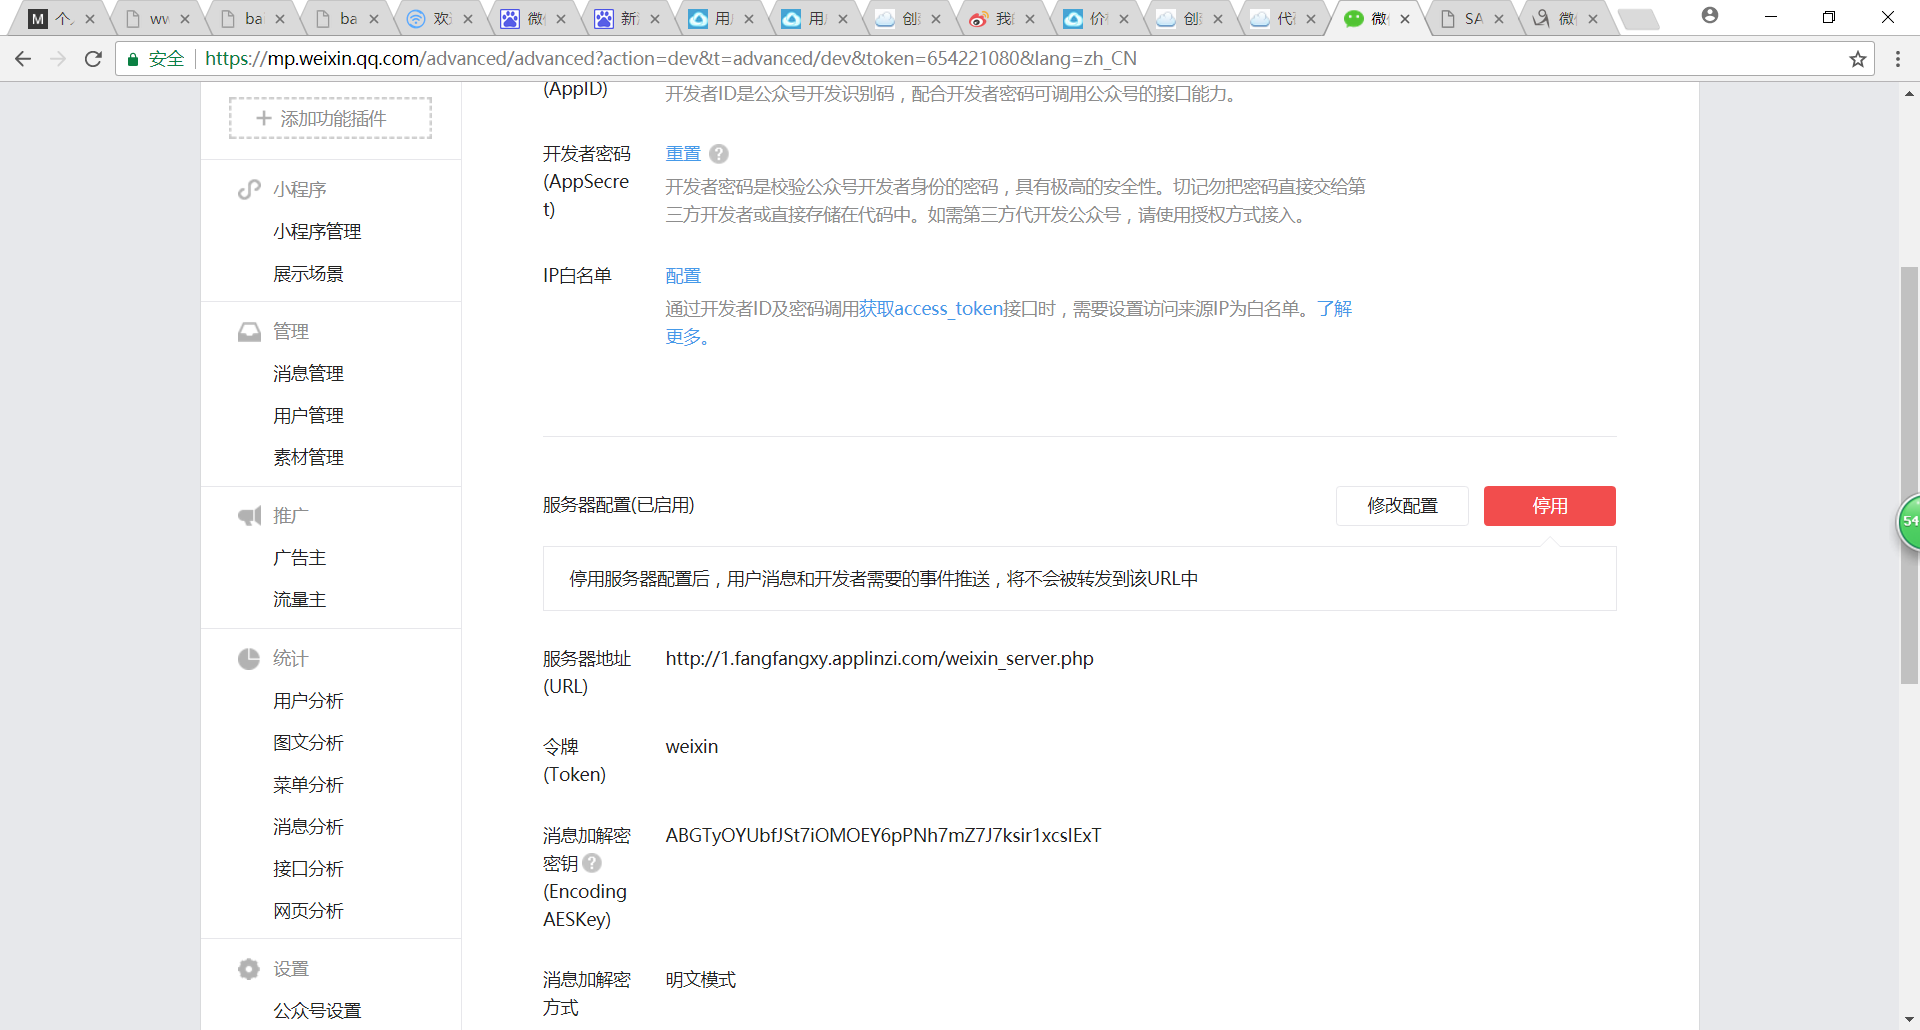 个
ww
ba
ba
欢
微
新
用
用
创
我
价
创
代
微
SA
微
安全
https://mp.weixin.qq.com/advanced/advanced?action=dev&t=advanced/dev&token=654221080&lang=zh_CN
添加功能插件
小程序
小程序管理
展示场景
管理
消息管理
用户管理
素材管理
推广
广告主
流量主
统计
用户分析
图文分析
菜单分析
消息分析
接口分析
网页分析
设置
公众号设置
(AppID)
开发者ID是公众号开发识别码，配合开发者密码可调用公众号的接口能力。
开发者密码
(AppSecre
t)
重置
开发者密码是校验公众号开发者身份的密码，具有极高的安全性。切记勿把密码直接交给第
三方开发者或直接存储在代码中。如需第三方代开发公众号，请使用授权方式接入。
IP白名单
配置
通过开发者ID及密码调用获取access_token接口时，需要设置访问来源IP为白名单。了解
更多。
服务器配置(已启用)
修改配置
停用
停用服务器配置后，用户消息和开发者需要的事件推送，将不会被转发到该URL中
服务器地址
(URL)
http://1.fangfangxy.applinzi.com/weixin_server.php
令牌
(Token)
weixin
消息加解密
密钥
(Encoding
AESKey)
ABGTyOYUbfJSt7iOMOEY6pPNh7mZ7J7ksir1xcsIExT
消息加解密
方式
明文模式
54